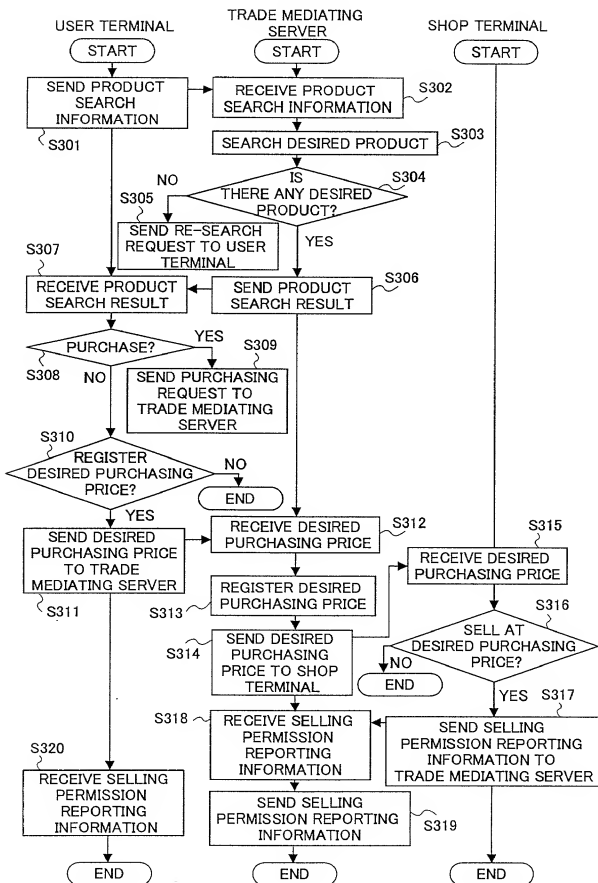 USER TERMINAL
TRADE MEDIATING
SERVER
SHOP TERMINAL
START
START
START
SEND PRODUCT
SEARCH
INFORMATION
S301
RECEIVE PRODUCT
SEARCH INFORMATION
S302
SEARCH DESIRED PRODUCT
S303
IS
THERE ANY DESIRED
PRODUCT?
S304
NO
YES
S305
SEND RE-SEARCH
REQUEST TO USER
TERMINAL
S307
RECEIVE PRODUCT
SEARCH RESULT
SEND PRODUCT
SEARCH RESULT
S306
PURCHASE?
YES
S308
NO
S309
SEND PURCHASING
REQUEST TO
TRADE MEDIATING
SERVER
S310
REGISTER
DESIRED PURCHASING
PRICE?
NO
END
YES
SEND DESIRED
PURCHASING PRICE
TO TRADE
MEDIATING SERVER
S311
RECEIVE DESIRED
PURCHASING PRICE
S312
S313
REGISTER DESIRED
PURCHASING PRICE
S314
SEND DESIRED
PURCHASING
PRICE TO SHOP
TERMINAL
S315
RECEIVE DESIRED
PURCHASING PRICE
S316
SELL AT
DESIRED PURCHASING
PRICE?
NO
END
YES
S317
SEND SELLING
PERMISSION REPORTING
INFORMATION TO
TRADE MEDIATING SERVER
S318
RECEIVE SELLING
PERMISSION
REPORTING
INFORMATION
SEND SELLING
PERMISSION REPORTING
INFORMATION
S319
S320
RECEIVE SELLING
PERMISSION
REPORTING
INFORMATION
END
END
END